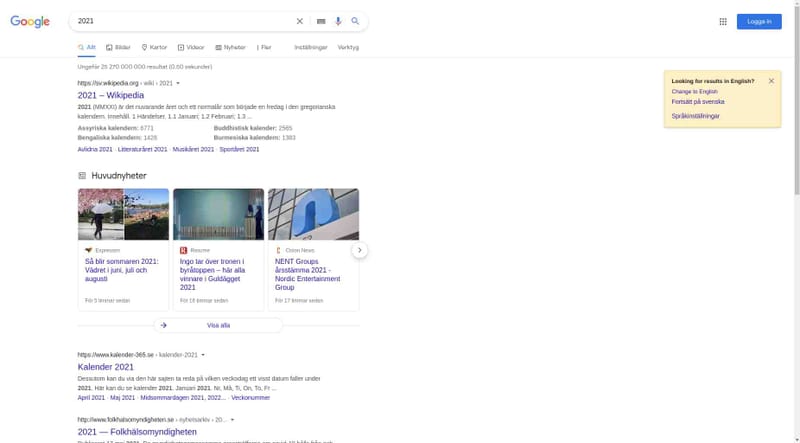 Google
2021
Logga in
Allt
Bilder
Kartor
Videor
Nyheter
Fler
Inställningar
Verktyg
Ungefär 25 270 000 000 resultat (0,60 sekunder)
Looking for results in English?
Change to English
Fortsätt på svenska
Språkinställningar
https://sv.wikipedia.org › wiki › 2021
2021 – Wikipedia
2021 (MMXXI) är det nuvarande året och ett normalår som började en fredag i den gregorianska
kalendern. Innehåll. 1 Händelser. 1.1 Januari; 1.2 Februari; 1.3 ...
Assyriska kalendern: 6771
Buddhistisk kalender: 2565
Bengaliska kalendern: 1428
Burmesiska kalendern: 1383
Avlidna 2021 · Litteraturåret 2021 · Musikåret 2021 · Sportåret 2021
Huvudnyheter
Expressen
Så blir sommaren 2021:
Vädret i juni, juli och
augusti
För 5 timmar sedan
Resumé
Ingo tar över tronen i
byråtoppen – här alla
vinnare i Guldägget
2021
För 16 timmar sedan
Cision News
NENT Groups
årsstämma 2021 -
Nordic Entertainment
Group
För 17 timmar sedan
Visa alla
https://www.kalender-365.se › kalender-2021
Kalender 2021
Dessutom kan du via den här sajten ta reda på vilken veckodag ett visst datum faller under
2021. Här kan du se kalender 2021. Januari 2021. Nr, Må, Ti, On, To, Fr ...
April 2021 · Maj 2021 · Midsommardagen 2021, 2022... · Veckonummer
http://www.folkhalsomyndigheten.se › nyhetsarkiv › 20...
2021 — Folkhälsomyndigheten